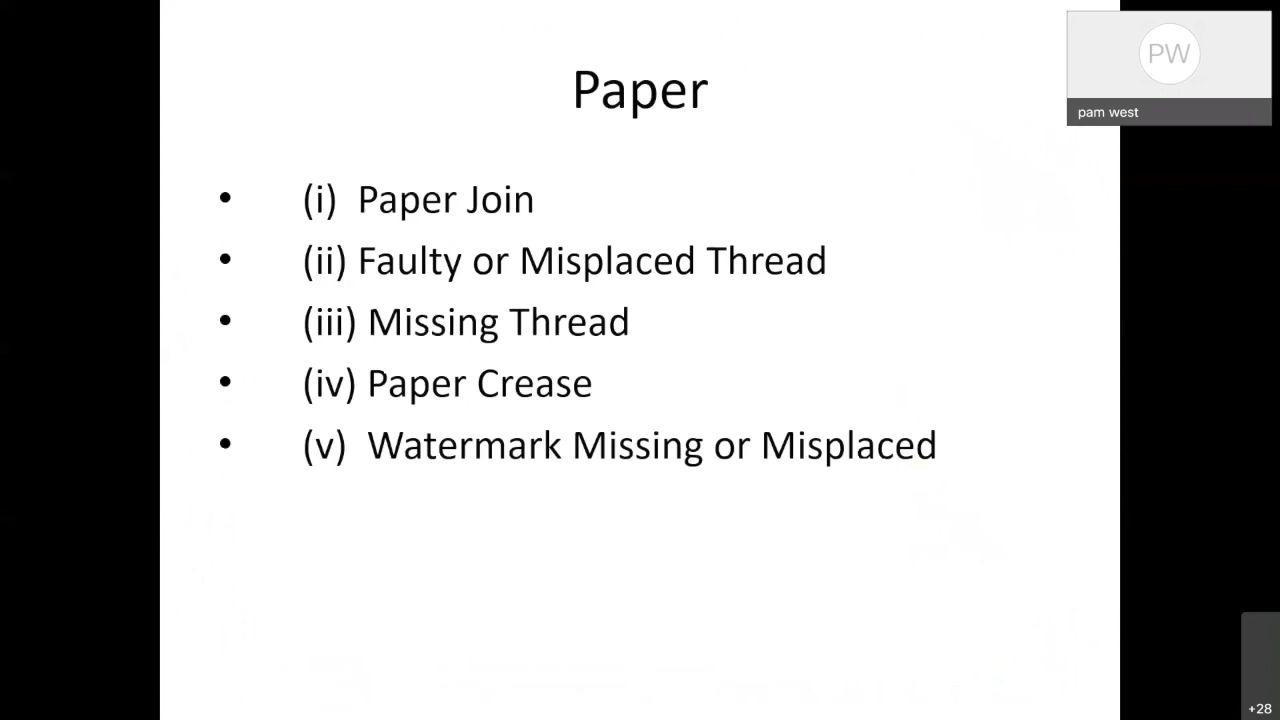 Paper
PW
pam west
• (i) Paper Join
• (ii) Faulty or Misplaced Thread
• (iii) Missing Thread
• (iv) Paper Crease
• (v) Watermark Missing or Misplaced
+28